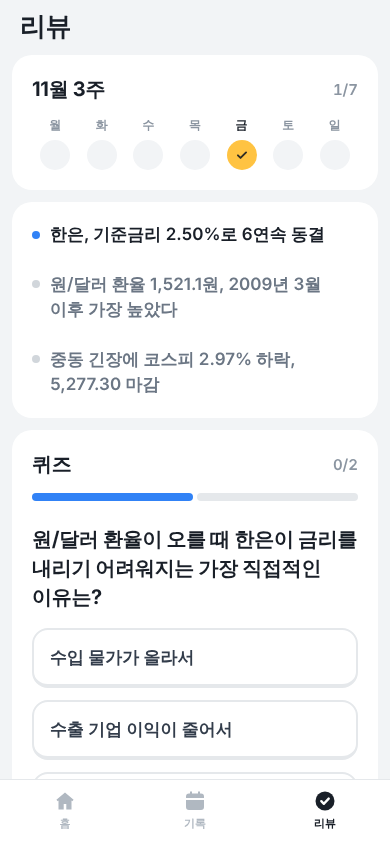 리뷰
11월 3주
1/7
월 화 수 목 금 토 일
한은, 기준금리 2.50%로 6연속 동결
원/달러 환율 1,521.1원, 2009년 3월
이후 가장 높았다
중동 긴장에 코스피 2.97% 하락,
5,277.30 마감
퀴즈
0/2
원/달러 환율이 오를 때 한은이 금리를
내리기 어려워지는 가장 직접적인
이유는?
수입 물가가 올라서
수출 기업 이익이 줄어서
홈 기록 리뷰